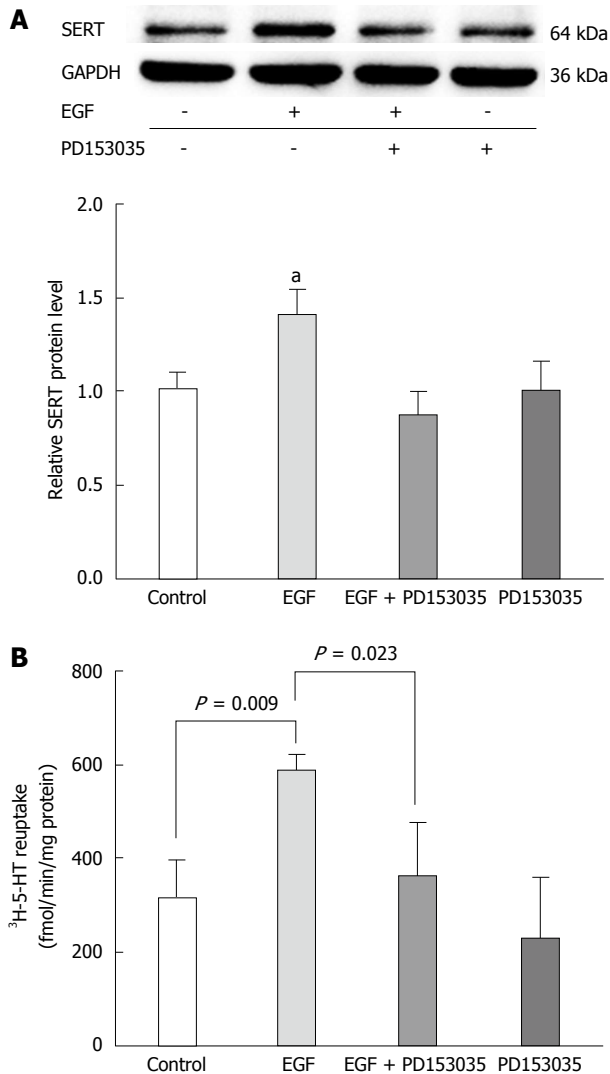 A
SERT 64 kDa
GAPDH 36 kDa
EGF - + + -
PD153035 - - + +
Relative SERT protein level
2.0
1.5
1.0
0.5
0.0
a
Control EGF EGF + PD153035 PD153035
B
³H-5-HT reuptake
(fmol/min/mg protein)
800
600
400
200
0
P = 0.009
P = 0.023
Control EGF EGF + PD153035 PD153035